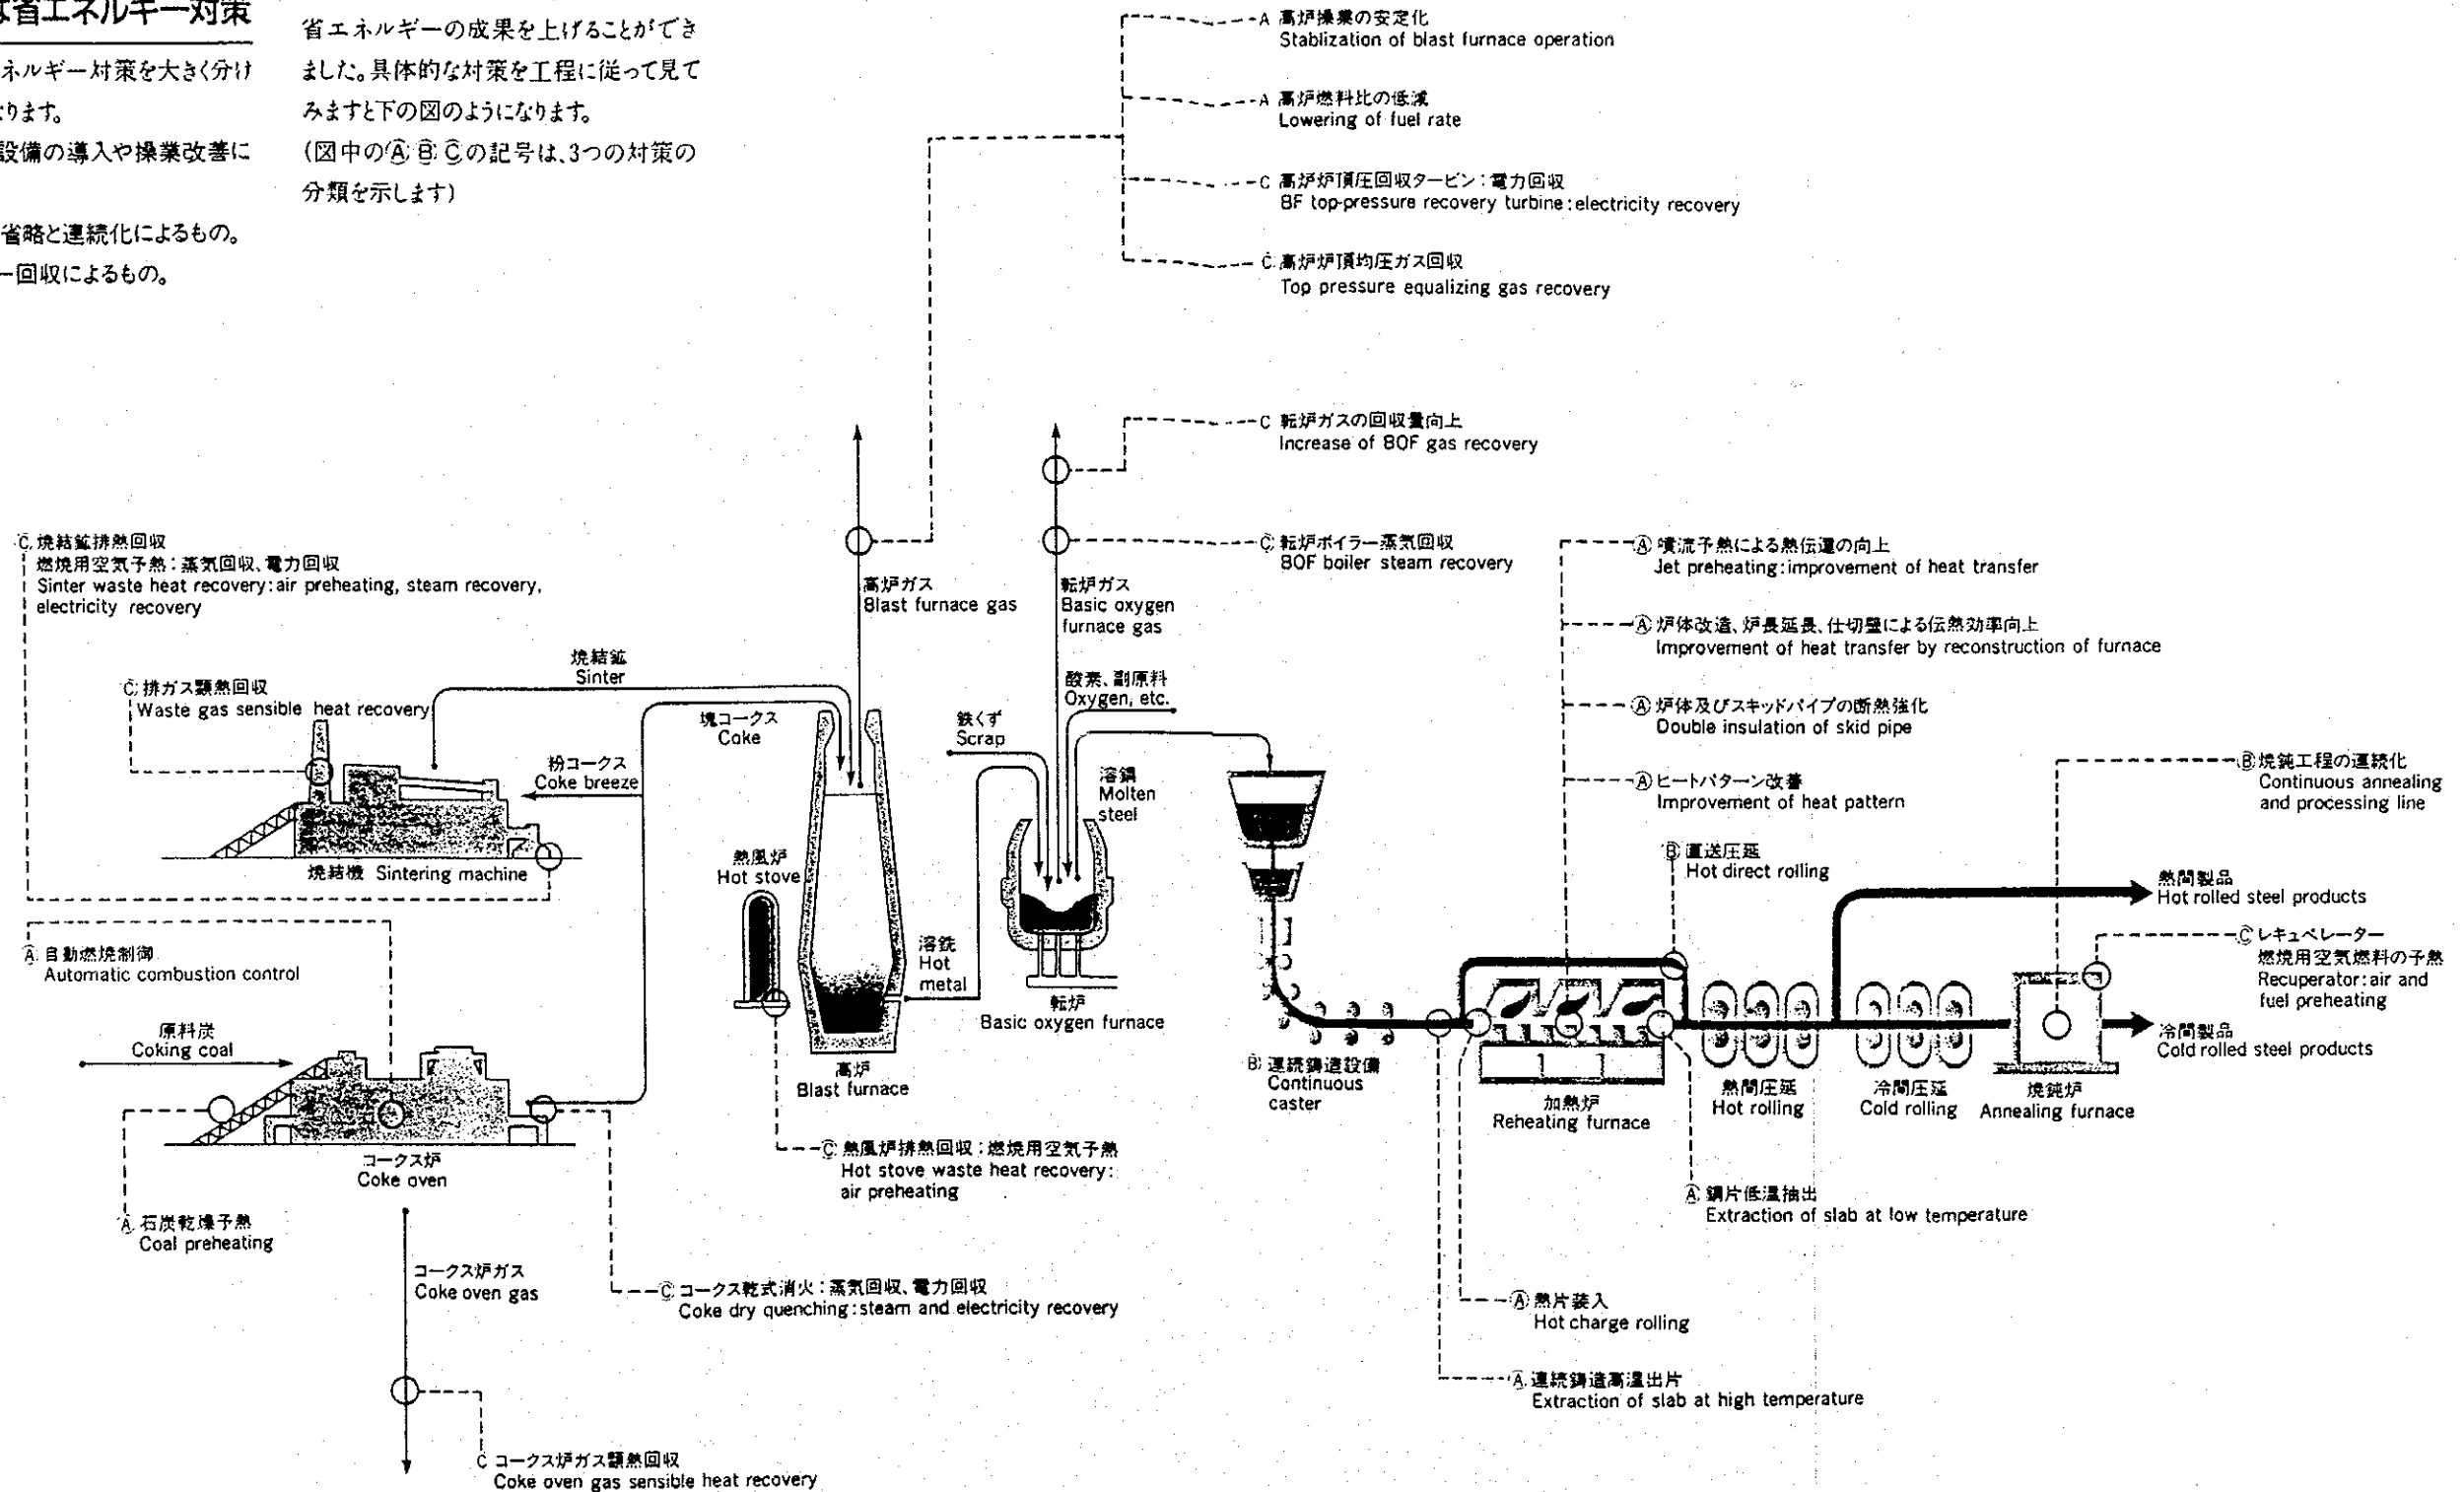 省エネルギー対策
ネルギー対策を大きく分け
ります。
設備の導入や操業改善に
省略と連続化によるもの。
ー回収によるもの。
省エネルギーの成果を上げることができ
ました。具体的な対策を工程に従って見て
みますと下の図のようになります。
(図中のⒶⒷⒸの記号は、3つの対策の
分類を示します)
A 高炉操業の安定化
Stablization of blast furnace operation
A 高炉燃料比の低減
Lowering of fuel rate
C 高炉炉頂圧回収タービン:電力回収
BF top-pressure recovery turbine:electricity recovery
C 高炉炉頂均圧ガス回収
Top pressure equalizing gas recovery
C 転炉ガスの回収量向上
Increase of BOF gas recovery
Ⓒ 転炉ボイラー蒸気回収
BOF boiler steam recovery
Ⓒ 焼結鉱排熱回収
燃焼用空気予熱:蒸気回収、電力回収
Sinter waste heat recovery:air preheating, steam recovery,
electricity recovery
Ⓒ 排ガス顕熱回収
Waste gas sensible heat recovery
焼結鉱
Sinter
塊コークス
Coke
粉コークス
Coke breeze
焼結機 Sintering machine
高炉ガス
Blast furnace gas
転炉ガス
Basic oxygen
furnace gas
酸素、副原料
Oxygen, etc.
鉄くず
Scrap
溶鋼
Molten
steel
熱風炉
Hot stove
溶銑
Hot
metal
高炉
Blast furnace
転炉
Basic oxygen furnace
Ⓐ 自動燃焼制御
Automatic combustion control
原料炭
Coking coal
コークス炉
Coke oven
Ⓐ 石炭乾燥予熱
Coal preheating
コークス炉ガス
Coke oven gas
Ⓒ 熱風炉排熱回収:燃焼用空気予熱
Hot stove waste heat recovery:
air preheating
Ⓒ コークス乾式消火:蒸気回収、電力回収
Coke dry quenching:steam and electricity recovery
C コークス炉ガス顕熱回収
Coke oven gas sensible heat recovery
Ⓐ 噴流予熱による熱伝達の向上
Jet preheating:improvement of heat transfer
Ⓐ 炉体改造、炉長延長、仕切壁による伝熱効率向上
Improvement of heat transfer by reconstruction of furnace
Ⓐ 炉体及びスキッドパイプの断熱強化
Double insulation of skid pipe
Ⓐ ヒートパターン改善
Improvement of heat pattern
Ⓑ 直送圧延
Hot direct rolling
Ⓑ 焼鈍工程の連続化
Continuous annealing
and processing line
熱間製品
Hot rolled steel products
Ⓒ レキュペレーター
燃焼用空気燃料の予熱
Recuperator:air and
fuel preheating
冷間製品
Cold rolled steel products
Ⓑ 連続鋳造設備
Continuous
caster
加熱炉
Reheating furnace
熱間圧延
Hot rolling
冷間圧延
Cold rolling
焼鈍炉
Annealing furnace
Ⓐ 鋼片低温抽出
Extraction of slab at low temperature
Ⓐ 熱片装入
Hot charge rolling
Ⓐ 連続鋳造高温出片
Extraction of slab at high temperature